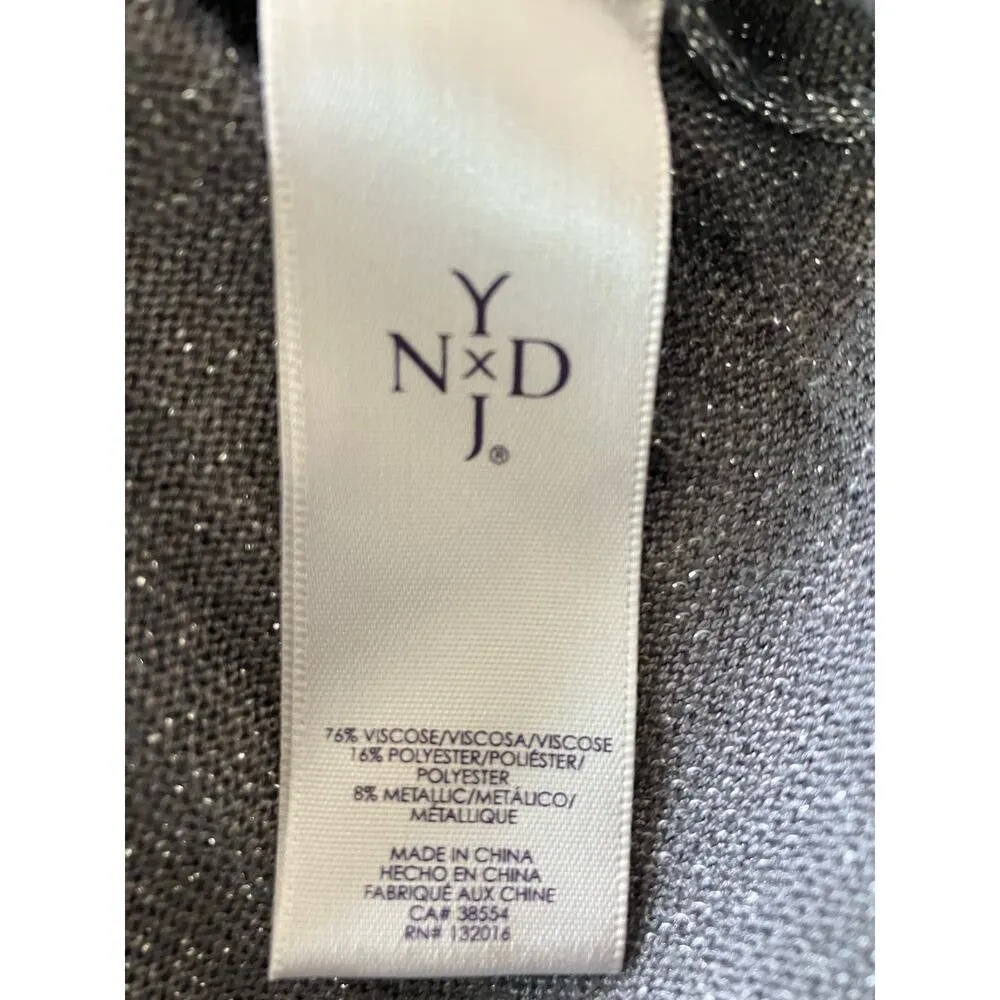 Y
N×D
J®
76% VISCOSE/VISCOSA/VISCOSE
16% POLYESTER/POLIÉSTER/
POLYESTER
8% METALLIC/METÁLICO/
MÉTALLIQUE
MADE IN CHINA
HECHO EN CHINA
FABRIQUÉ AUX CHINE
CA# 38554
RN# 132016